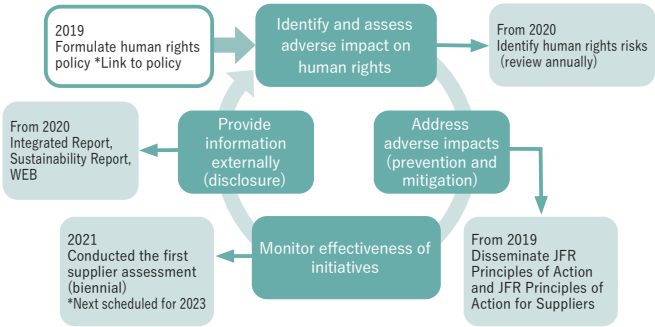 2019
Formulate human rights
policy *Link to policy
Identify and assess
adverse impact on
human rights
From 2020
Identify human rights risks
(review annually)
From 2020
Integrated Report,
Sustainability Report,
WEB
Provide
information
externally
(disclosure)
Address
adverse impacts
(prevention and
mitigation)
2021
Conducted the first
supplier assessment
(biennial)
*Next scheduled for 2023
Monitor effectiveness of
initiatives
From 2019
Disseminate JFR
Principles of Action
and JFR Principles of
Action for Suppliers